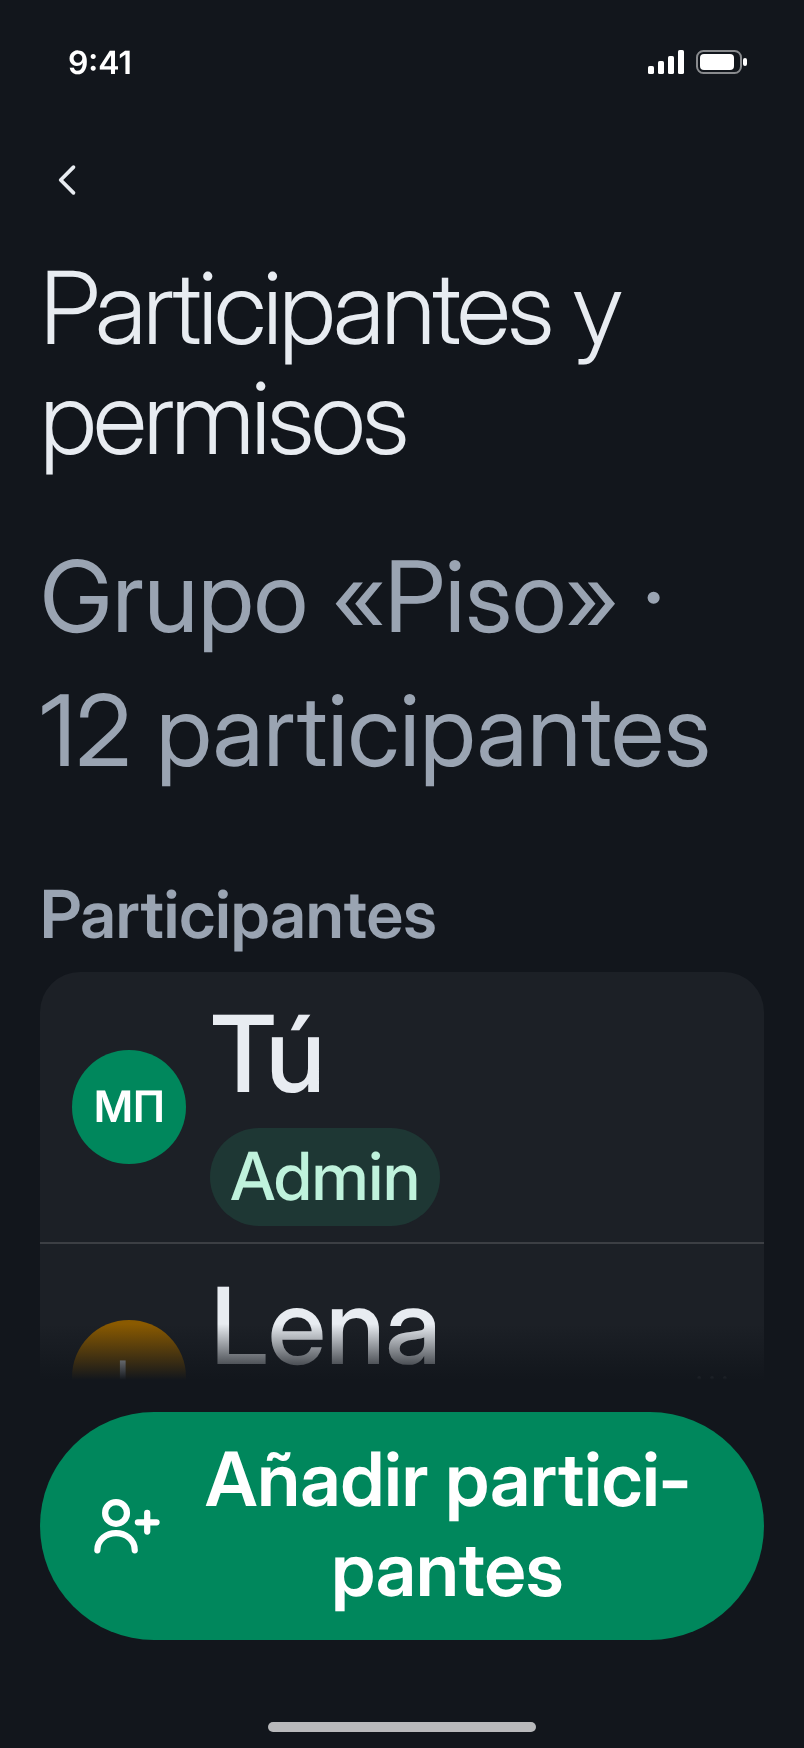 9:41
Participantes y
permisos
Grupo «Piso» ·
12 participantes
Participantes
МП
Tú
Admin
Lena
Añadir partici-
pantes